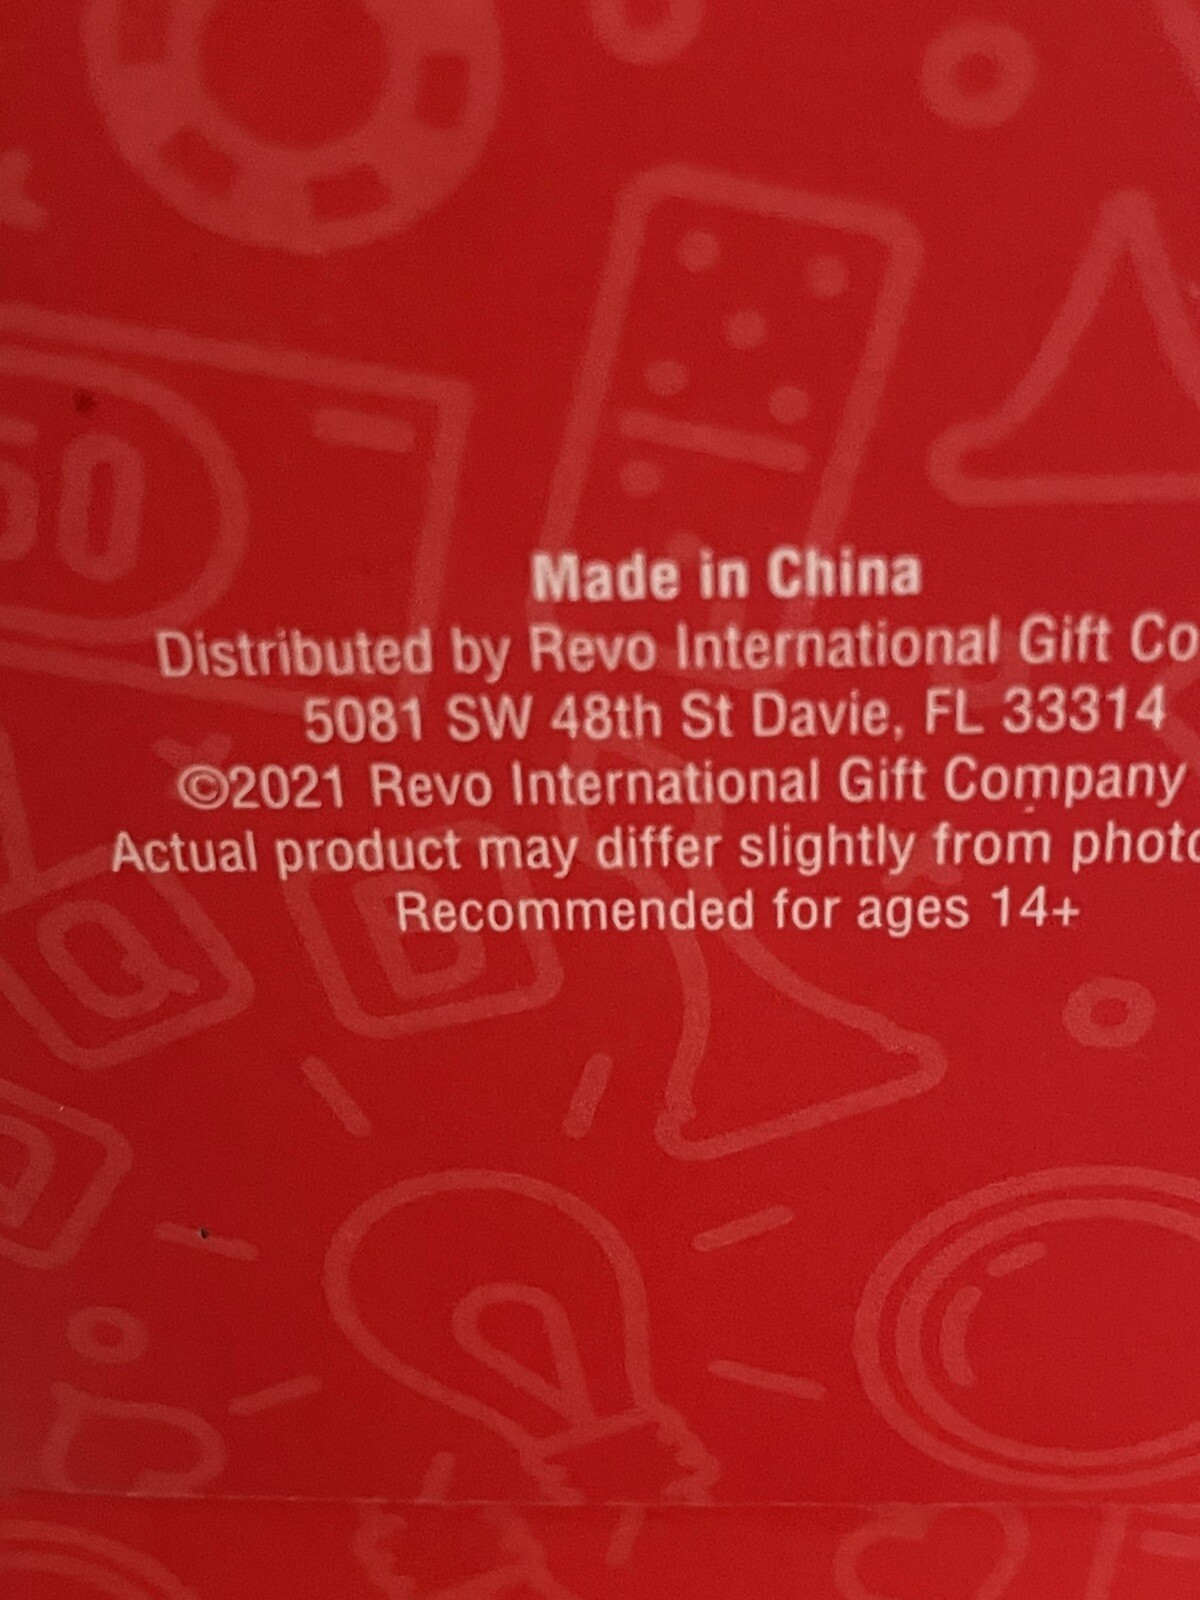 50
Made in China
Distributed by Revo International Gift Co
5081 SW 48th St Davie, FL 33314
©2021 Revo International Gift Company
Actual product may differ slightly from photo
Recommended for ages 14+
Q
B